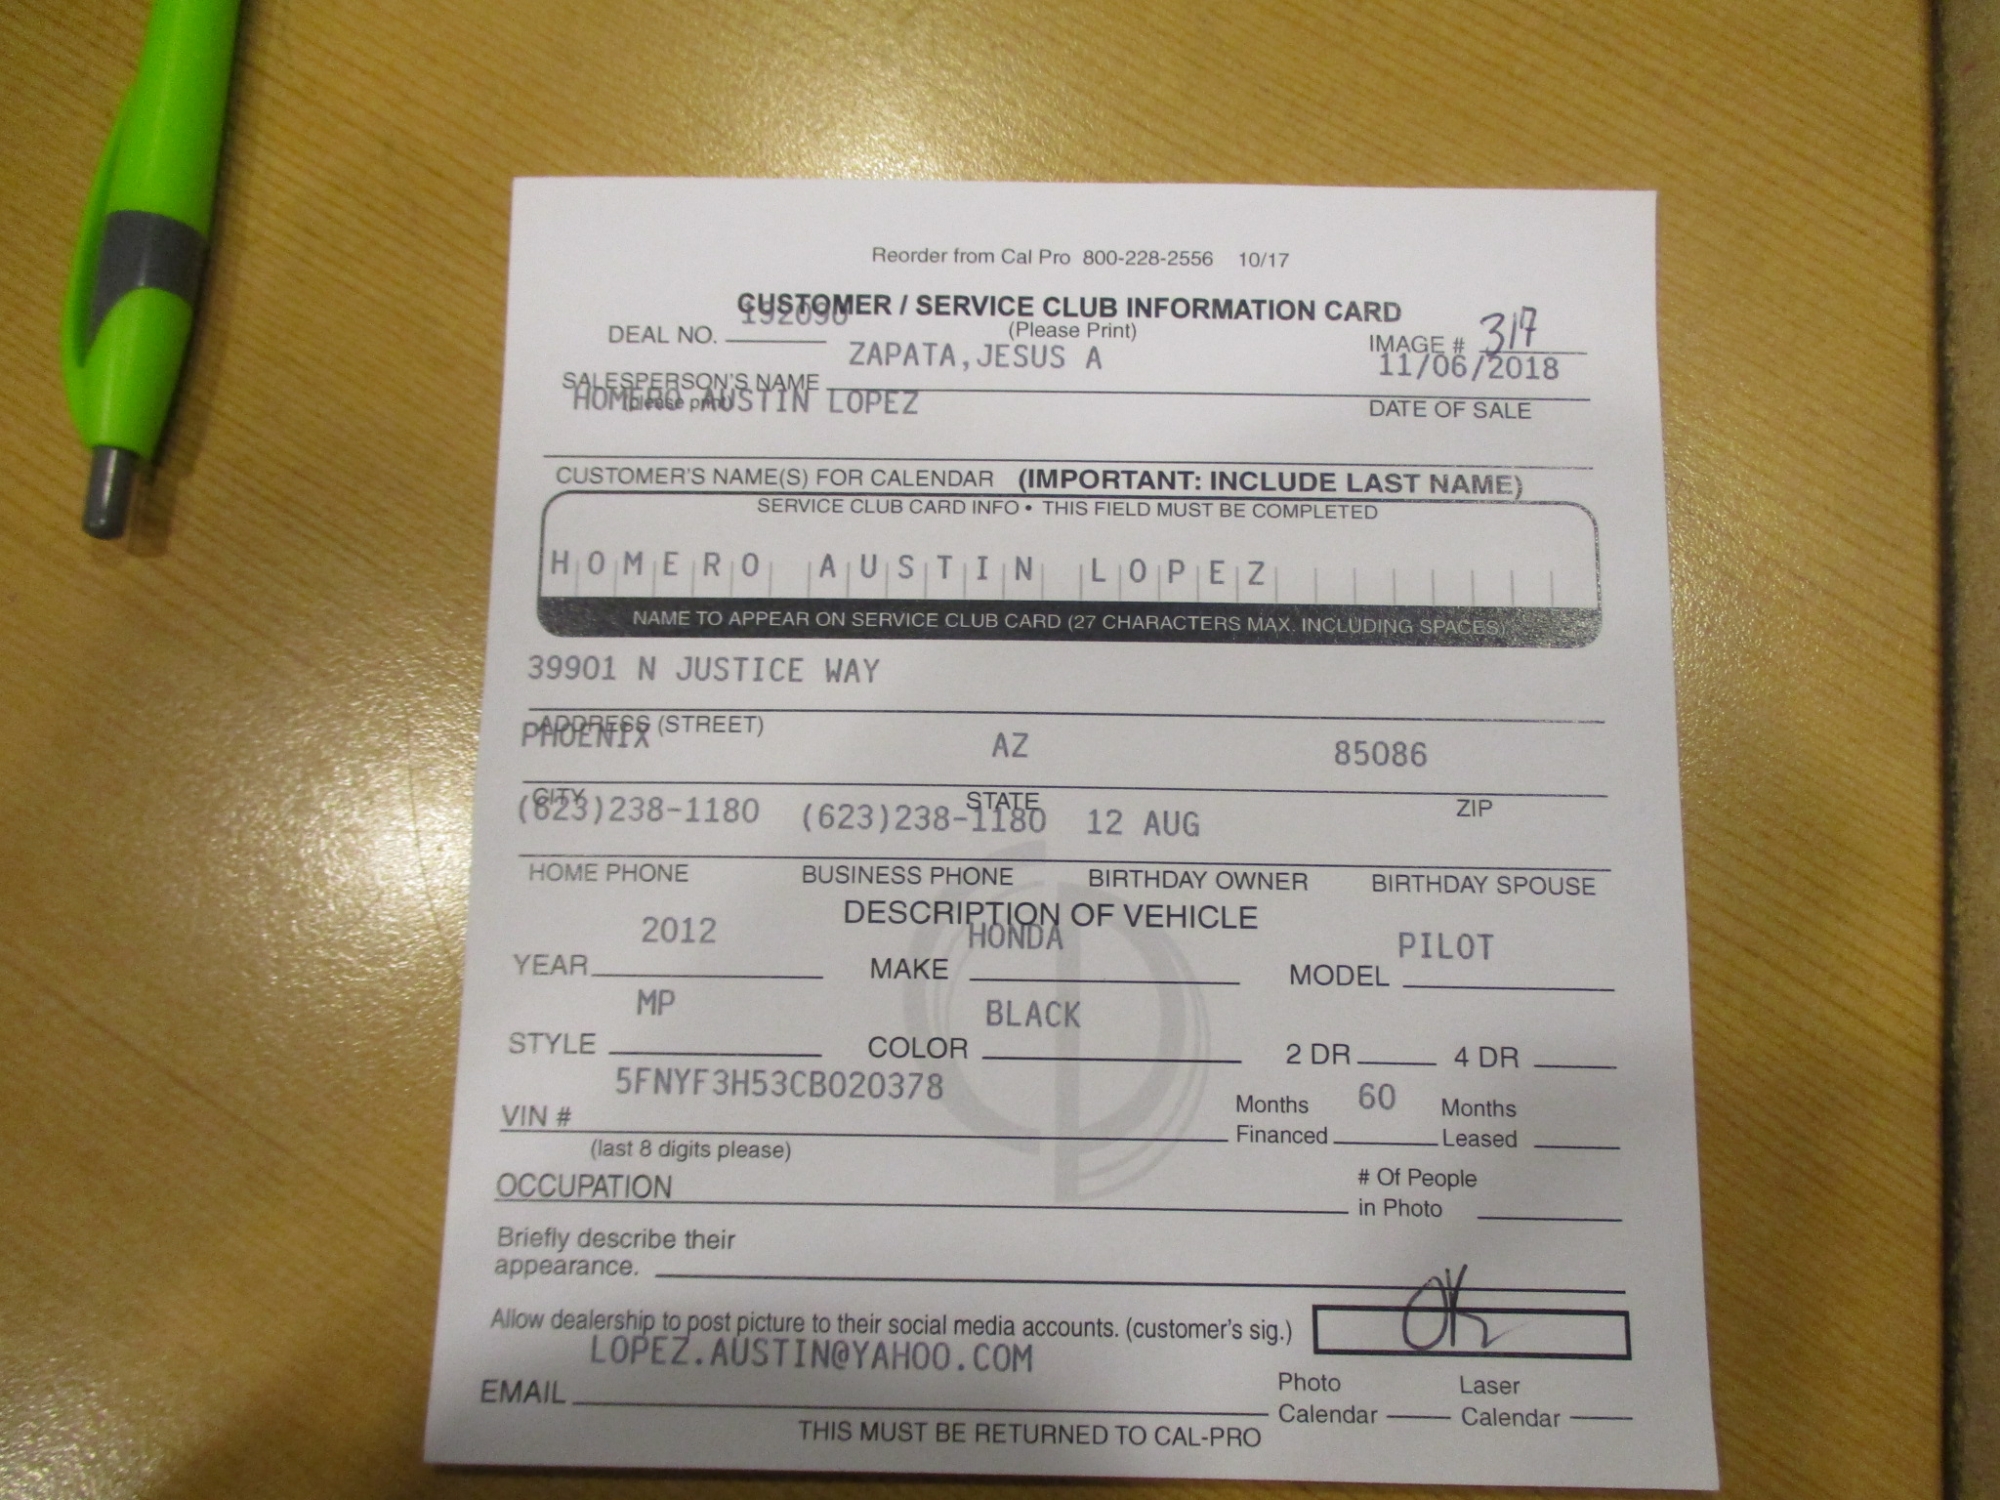 Reorder from Cal Pro 800-228-2556 10/17
CUSTOMER / SERVICE CLUB INFORMATION CARD
192090
DEAL NO. (Please Print) IMAGE # 317
ZAPATA,JESUS A 11/06/2018
SALESPERSON'S NAME
(please print) DATE OF SALE
HOMERO AUSTIN LOPEZ
CUSTOMER'S NAME(S) FOR CALENDAR (IMPORTANT: INCLUDE LAST NAME)
SERVICE CLUB CARD INFO • THIS FIELD MUST BE COMPLETED
HOMERO AUSTIN LOPEZ
NAME TO APPEAR ON SERVICE CLUB CARD (27 CHARACTERS MAX. INCLUDING SPACES)
39901 N JUSTICE WAY
ADDRESS (STREET)
PHOENIX AZ 85086
CITY STATE ZIP
(623)238-1180 (623)238-1180 12 AUG
HOME PHONE BUSINESS PHONE BIRTHDAY OWNER BIRTHDAY SPOUSE
DESCRIPTION OF VEHICLE
2012 HONDA PILOT
YEAR MAKE MODEL
MP BLACK
STYLE COLOR 2 DR 4 DR
5FNYF3H53CB020378
VIN # Months Financed 60 Months Leased
(last 8 digits please)
OCCUPATION # Of People in Photo
Briefly describe their
appearance.
Allow dealership to post picture to their social media accounts. (customer's sig.) OK
LOPEZ.AUSTIN@YAHOO.COM
EMAIL Photo Calendar Laser Calendar
THIS MUST BE RETURNED TO CAL-PRO